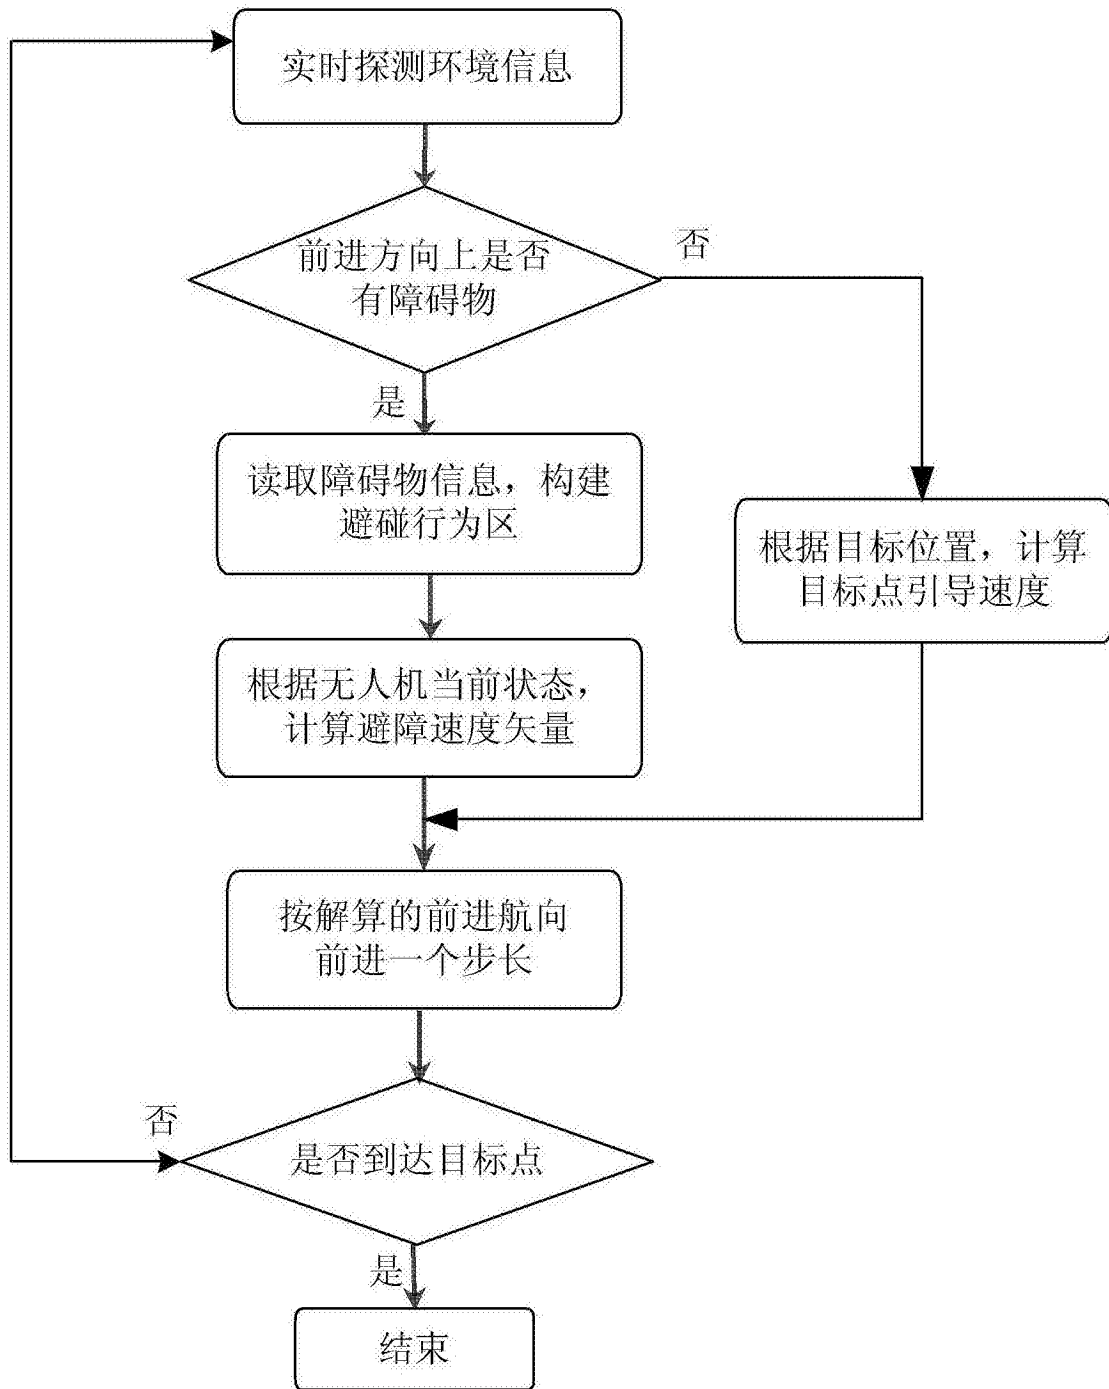 实时探测环境信息
前进方向上是否
有障碍物
否
是
读取障碍物信息，构建
避碰行为区
根据目标位置，计算
目标点引导速度
根据无人机当前状态，
计算避障速度矢量
按解算的前进航向
前进一个步长
否
是否到达目标点
是
结束